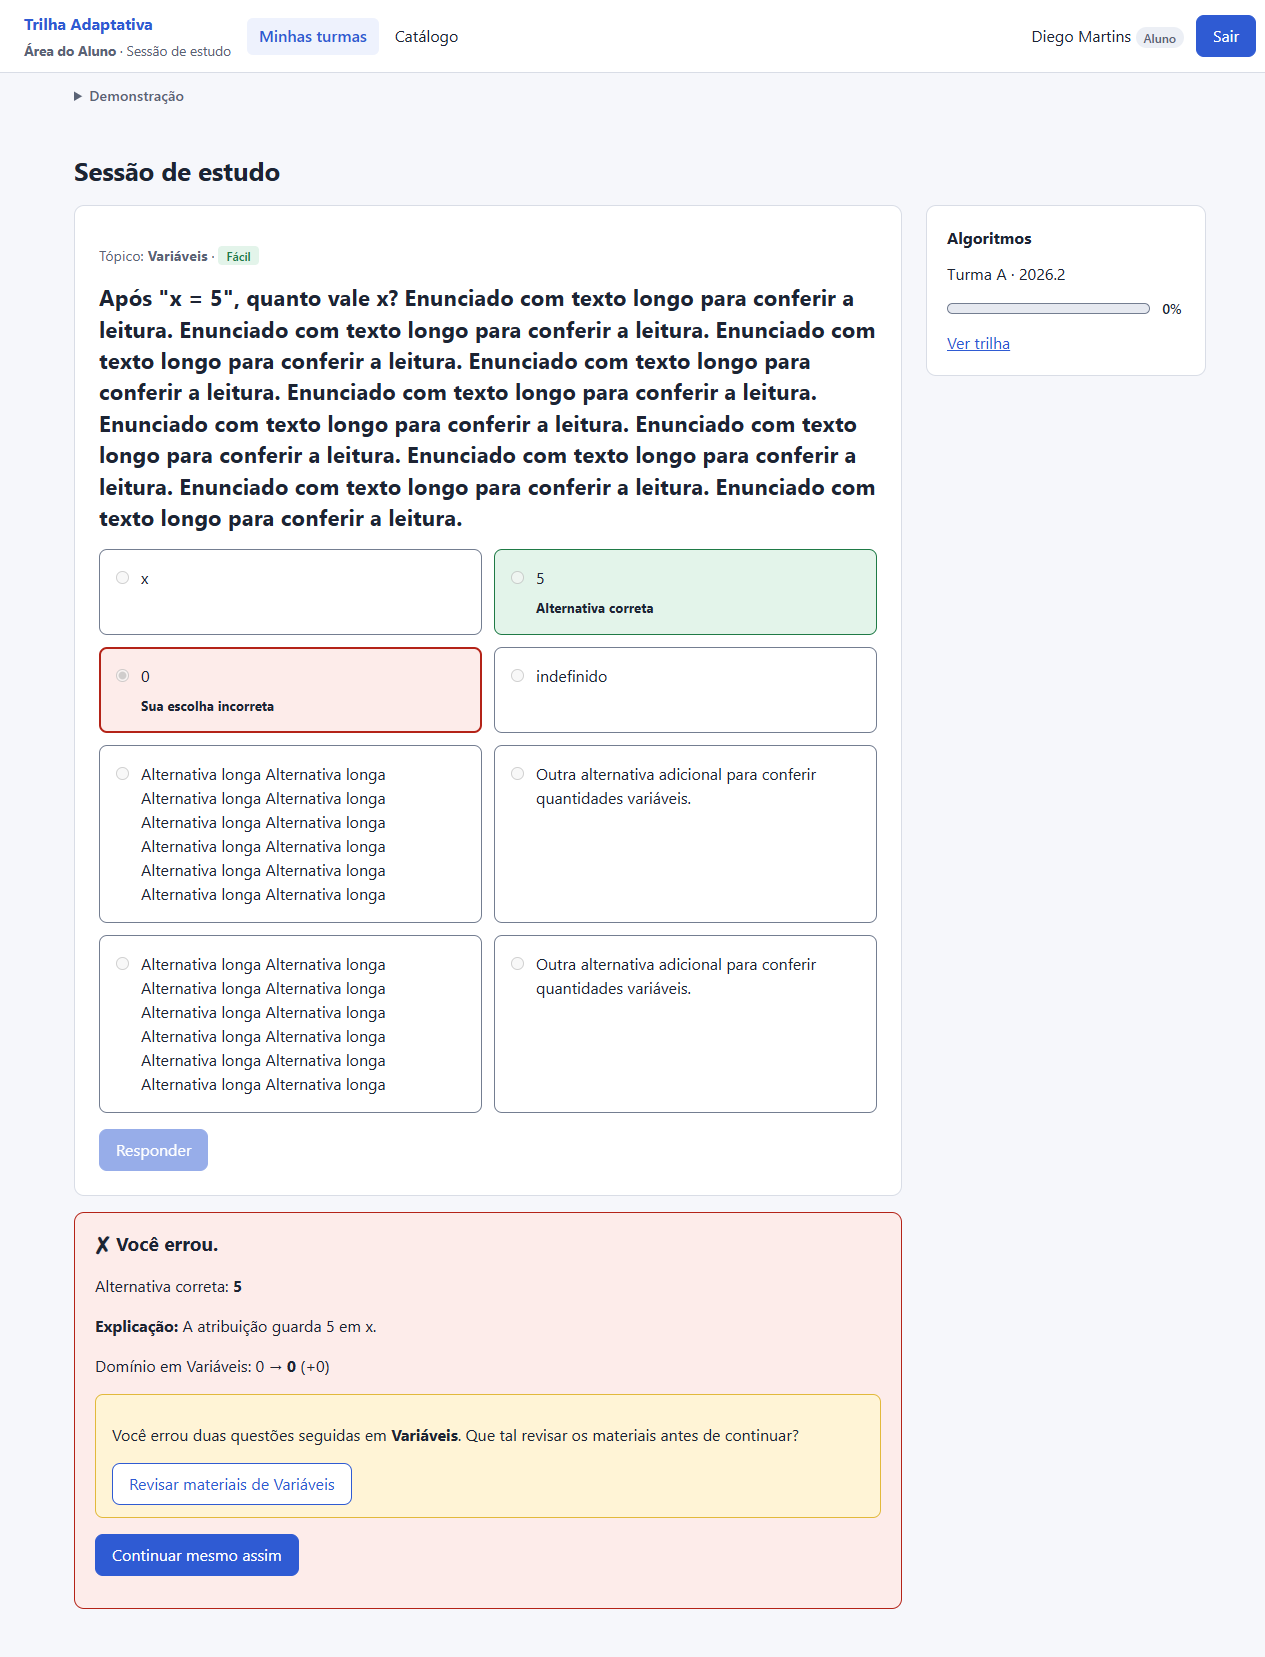 Trilha Adaptativa
Área do Aluno · Sessão de estudo
Minhas turmas
Catálogo
Diego Martins Aluno
Sair
Demonstração
Sessão de estudo
Tópico: Variáveis · Fácil
Após "x = 5", quanto vale x? Enunciado com texto longo para conferir a
leitura. Enunciado com texto longo para conferir a leitura. Enunciado com
texto longo para conferir a leitura. Enunciado com texto longo para
conferir a leitura. Enunciado com texto longo para conferir a leitura.
Enunciado com texto longo para conferir a leitura. Enunciado com texto
longo para conferir a leitura. Enunciado com texto longo para conferir a
leitura. Enunciado com texto longo para conferir a leitura. Enunciado com
texto longo para conferir a leitura.
x
5
Alternativa correta
0
Sua escolha incorreta
indefinido
Alternativa longa Alternativa longa
Alternativa longa Alternativa longa
Alternativa longa Alternativa longa
Alternativa longa Alternativa longa
Alternativa longa Alternativa longa
Alternativa longa Alternativa longa
Outra alternativa adicional para conferir
quantidades variáveis.
Alternativa longa Alternativa longa
Alternativa longa Alternativa longa
Alternativa longa Alternativa longa
Alternativa longa Alternativa longa
Alternativa longa Alternativa longa
Alternativa longa Alternativa longa
Outra alternativa adicional para conferir
quantidades variáveis.
Responder
✗ Você errou.
Alternativa correta: 5
Explicação: A atribuição guarda 5 em x.
Domínio em Variáveis: 0 → 0 (+0)
Você errou duas questões seguidas em Variáveis. Que tal revisar os materiais antes de continuar?
Revisar materiais de Variáveis
Continuar mesmo assim
Algoritmos
Turma A · 2026.2
0%
Ver trilha